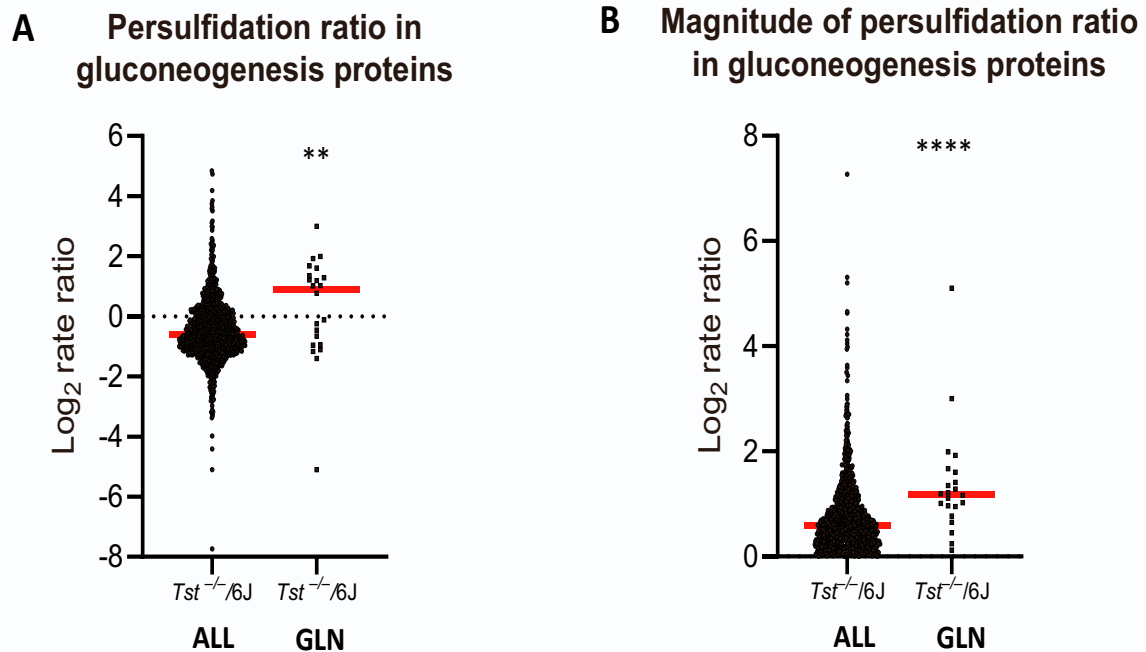 A
Persulfidation ratio in
gluconeogenesis proteins
Log₂ rate ratio
6
4
2
0
-2
-4
-6
-8
**
Tst⁻/⁻/6J
Tst⁻/⁻/6J
ALL
GLN
B
Magnitude of persulfidation ratio
in gluconeogenesis proteins
Log₂ rate ratio
8
6
4
2
0
****
Tst⁻/⁻/6J
Tst⁻/⁻/6J
ALL
GLN